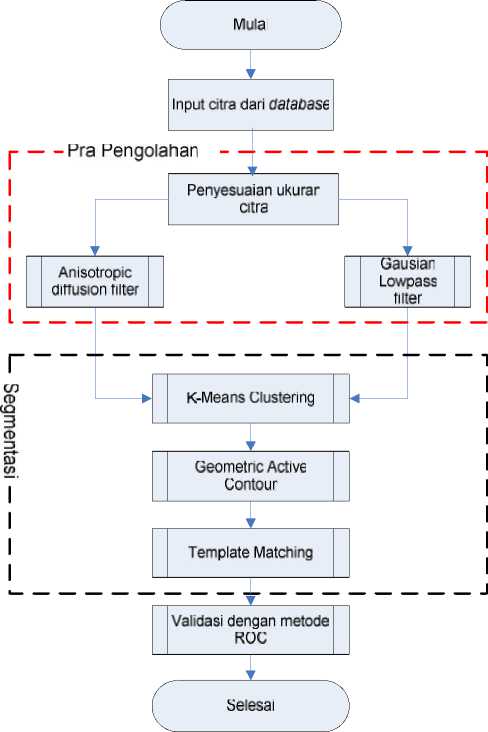 Mulai
Input citra dari database
Pra Pengolahan
Penyesuaian ukuran
citra
Anisotropic
diffusion filter
Gausian
Lowpass
filter
Segmentasi
K-Means Clustering
Geometric Active
Contour
Template Matching
Validasi dengan metode
ROC
Selesai